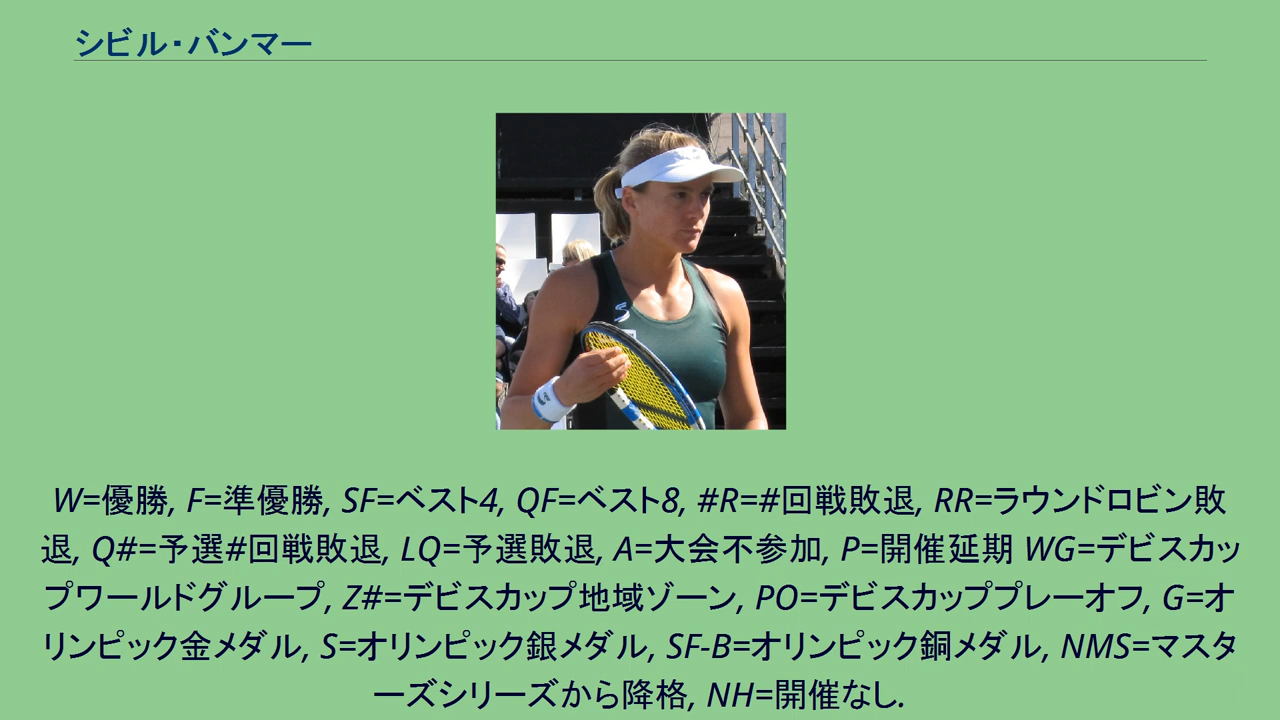 シビル・バンマー
W=優勝, F=準優勝, SF=ベスト4, QF=ベスト8, #R=#回戦敗退, RR=ラウンドロビン敗
退, Q#=予選#回戦敗退, LQ=予選敗退, A=大会不参加, P=開催延期 WG=デビスカッ
プワールドグループ, Z#=デビスカップ地域ゾーン, PO=デビスカッププレーオフ, G=オ
リンピック金メダル, S=オリンピック銀メダル, SF-B=オリンピック銅メダル, NMS=マスタ
ーズシリーズから降格, NH=開催なし.